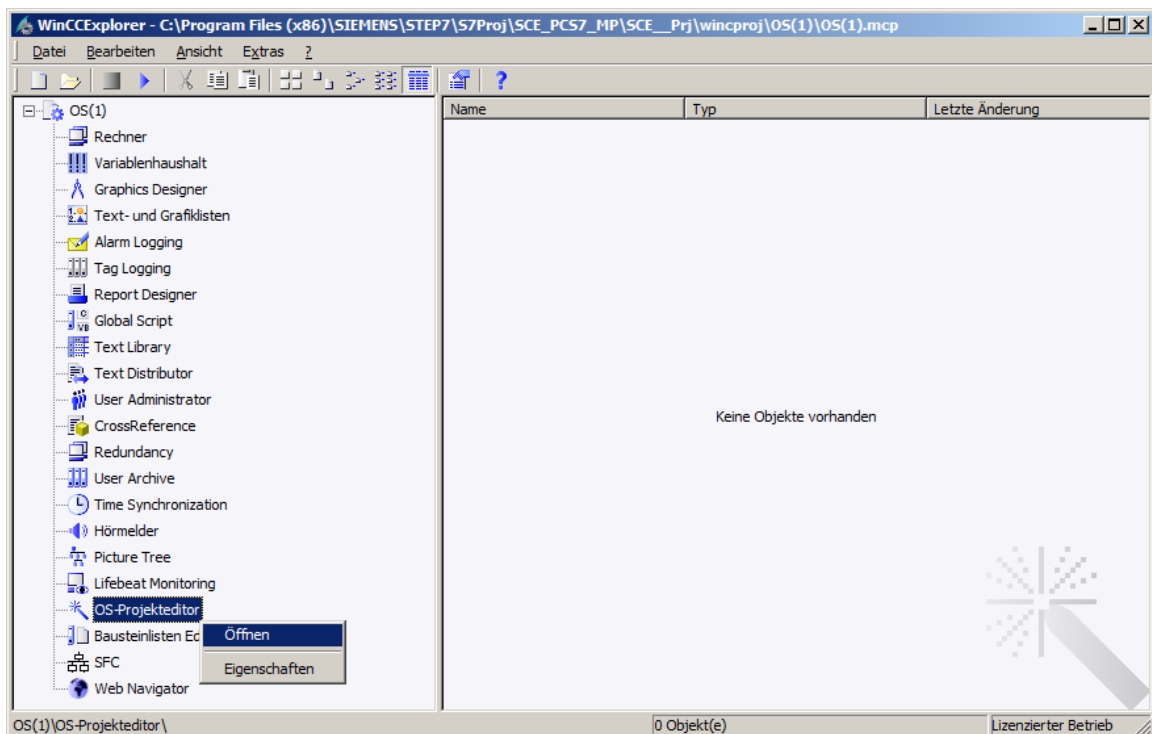 WinCCExplorer - C:\Program Files (x86)\SIEMENS\STEP7\S7Proj\SCE_PCS7_MP\SCE__Prj\wincproj\OS(1)\OS(1).mcp
Datei Bearbeiten Ansicht Extras ?
OS(1)
Rechner
Variablenhaushalt
Graphics Designer
Text- und Grafiklisten
Alarm Logging
Tag Logging
Report Designer
Global Script
Text Library
Text Distributor
User Administrator
CrossReference
Redundancy
User Archive
Time Synchronization
Hörmelder
Picture Tree
Lifebeat Monitoring
OS-Projekteditor
Bausteinlisten Ed
SFC
Web Navigator
Öffnen
Eigenschaften
Name Typ Letzte Änderung
Keine Objekte vorhanden
OS(1)\OS-Projekteditor\ 0 Objekt(e) Lizenzierter Betrieb